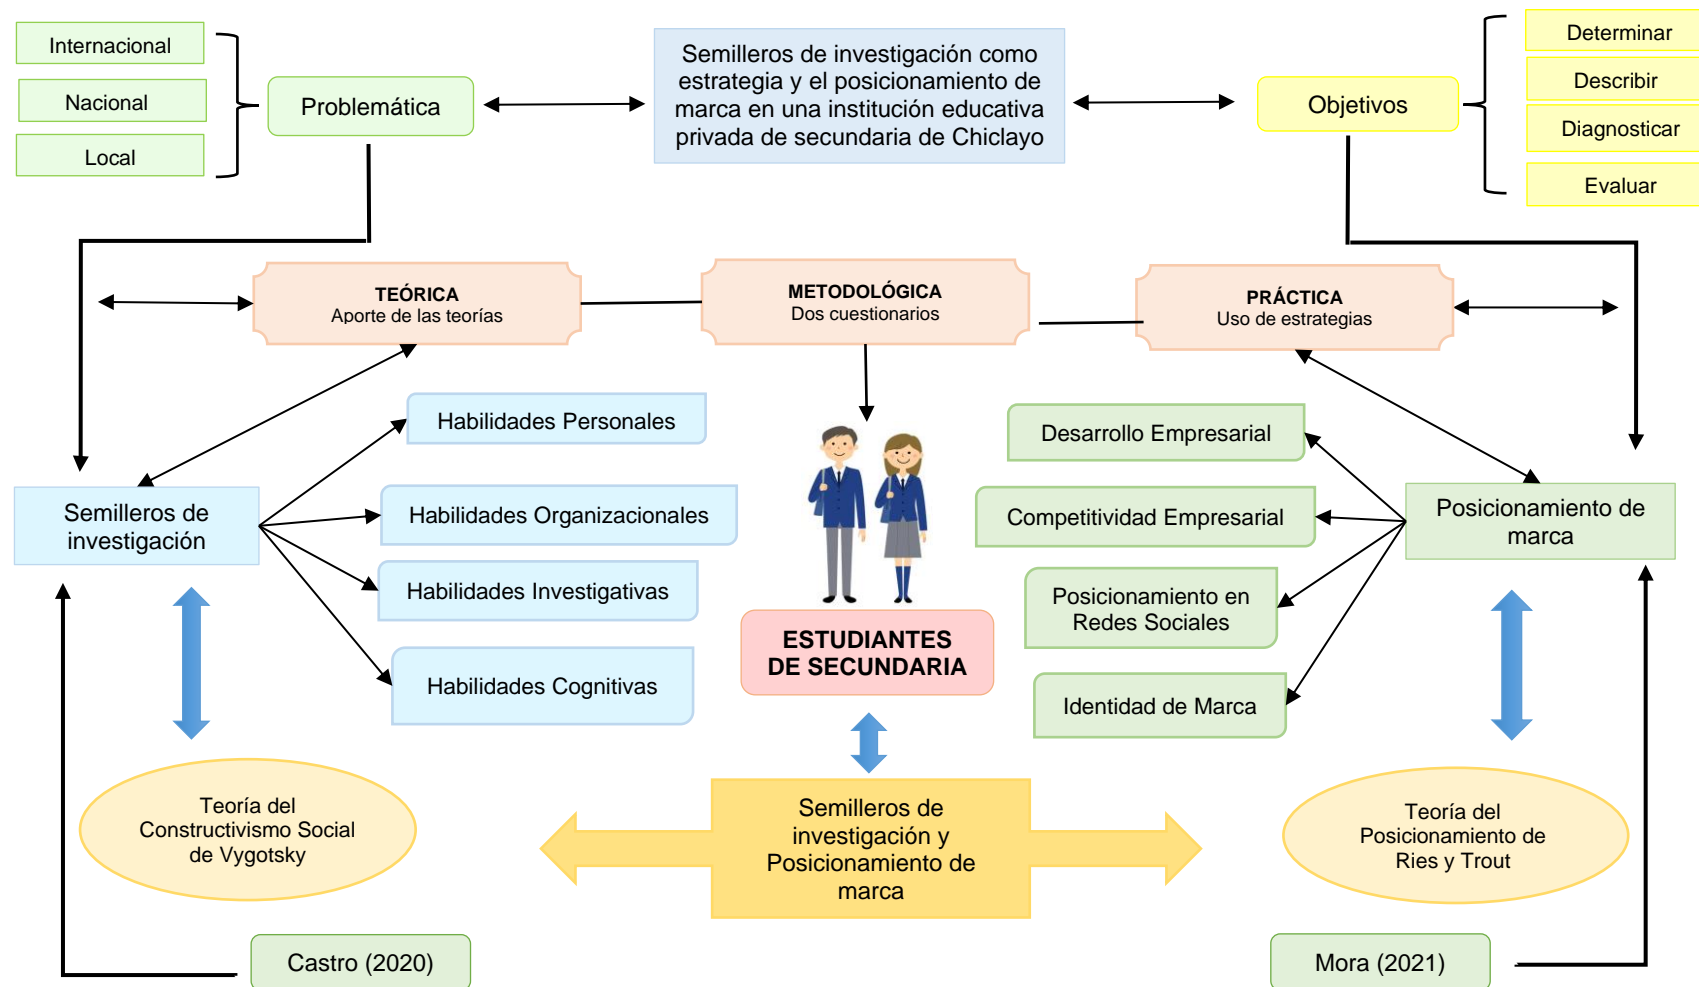 Internacional
Nacional
Local
Problemática
Semilleros de investigación como
estrategia y el posicionamiento de
marca en una institución educativa
privada de secundaria de Chiclayo
Objetivos
Determinar
Describir
Diagnosticar
Evaluar
TEÓRICA
Aporte de las teorías
METODOLÓGICA
Dos cuestionarios
PRÁCTICA
Uso de estrategias
Semilleros de
investigación
Habilidades Personales
Habilidades Organizacionales
Habilidades Investigativas
Habilidades Cognitivas
ESTUDIANTES
DE SECUNDARIA
Desarrollo Empresarial
Competitividad Empresarial
Posicionamiento en
Redes Sociales
Identidad de Marca
Posicionamiento de
marca
Teoría del
Constructivismo Social
de Vygotsky
Semilleros de
investigación y
Posicionamiento de
marca
Teoría del
Posicionamiento de
Ries y Trout
Castro (2020)
Mora (2021)